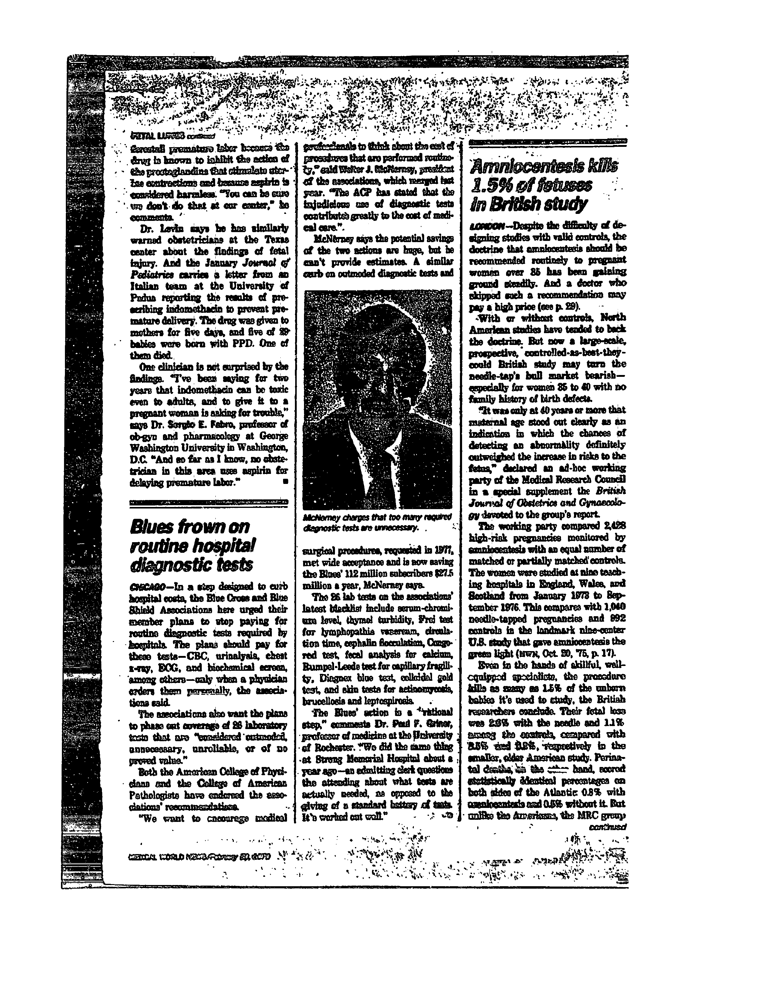 FETAL LUNGS continued
forestall premature labor because the
drug is known to inhibit the action of
the prostaglandins that stimulate uter-
ine contractions and because aspirin is
considered harmless. "You can be sure
we don't do that at our center," he
comments.
Dr. Levin says he has similarly
warned obstetricians at the Texas
center about the findings of fetal
injury. And the January Journal of
Pediatrics carries a letter from an
Italian team at the University of
Padua reporting the results of pre-
scribing indomethacin to prevent pre-
mature delivery. The drug was given to
mothers for five days, and five of
babies were born with PPD. One of
them died.
One clinician is not surprised by the
findings. "I've been saying for two
years that indomethacin can be toxic
even to adults, and to give it to a
pregnant woman is asking for trouble,"
says Dr. Sergio E. Fabro, professor of
ob-gyn and pharmacology at George
Washington University in Washington,
D.C. "And so far as I know, no obste-
trician in this area uses aspirin for
delaying premature labor."
Blues frown on
routine hospital
diagnostic tests
CHICAGO—In a step designed to curb
hospital costs, the Blue Cross and Blue
Shield Associations here urged their
member plans to stop paying for
routine diagnostic tests required by
hospitals. The plans should pay for
these tests—CBC, urinalysis, chest
x-ray, ECG, and biochemical screen,
among others—only when a physician
orders them personally, the associa-
tions said.
The associations also want the plans
to phase out coverage of 26 laboratory
tests that are "considered outmoded,
unnecessary, unreliable, or of no
proved value."
Both the American College of Physi-
cians and the College of American
Pathologists have endorsed the asso-
ciations' recommendations.
"We want to encourage medical
professionals to think about the cost of
procedures that are performed routine-
ly," said Walter J. McNerney, president
of the associations, which merged last
year. "The ACP has stated that the
injudicious use of diagnostic tests
contributes greatly to the cost of medi-
cal care.".
McNerney says the potential savings
of the two actions are huge, but he
can't provide estimates. A similar
curb on outmoded diagnostic tests and
McNerney charges that too many required
diagnostic tests are unnecessary.
surgical procedures, requested in 1977,
met wide acceptance and is now saving
the Blues' 112 million subscribers $27.5
million a year, McNerney says.
The 26 lab tests on the associations'
latest blacklist include serum-chromi-
um level, thymol turbidity, Frei test
for lymphopathia venereum, circula-
tion time, cephalin flocculation, Congo-
red test, fecal analysis for calcium,
Rumpel-Leede test for capillary fragili-
ty, Diagnex blue test, colloidal gold
test, and skin tests for actinomycosis,
brucellosis and leptospirosis.
The Blues' action is a "rational
step," comments Dr. Paul F. Griner,
professor of medicine at the University
of Rochester. "We did the same thing
at Strong Memorial Hospital about a
year ago—an admitting clerk questions
the attending about what tests are
actually needed, as opposed to the
giving of a standard battery of tests.
It's worked out well."
Amniocentesis kills
1.5% of fetuses
in British study
LONDON—Despite the difficulty of de-
signing studies with valid controls, the
doctrine that amniocentesis should be
recommended routinely to pregnant
women over 35 has been gaining
ground steadily. And a doctor who
skipped such a recommendation may
pay a high price (see p. 29).
With or without controls, North
American studies have tended to back
the doctrine. But now a large-scale,
prospective, controlled-as-best-they-
could British study may turn the
needle-tap's bull market bearish—
especially for women 35 to 40 with no
family history of birth defects.
"It was only at 40 years or more that
maternal age stood out clearly as an
indication in which the chances of
detecting an abnormality definitely
outweighed the increase in risks to the
fetus," declared an ad-hoc working
party of the Medical Research Council
in a special supplement the British
Journal of Obstetrics and Gynaecolo-
gy devoted to the group's report.
The working party compared 2,428
high-risk pregnancies monitored by
amniocentesis with an equal number of
matched or partially matched controls.
The women were studied at nine teach-
ing hospitals in England, Wales, and
Scotland from January 1973 to Sep-
tember 1976. This compares with 1,040
needle-tapped pregnancies and 992
controls in the landmark nine-center
U.S. study that gave amniocentesis the
green light (MWN, Oct. 20, '75, p. 17).
Even in the hands of skillful, well-
equipped specialists, the procedure
kills as many as 1.5% of the unborn
babies it's used to study, the British
researchers conclude. Their fetal loss
was 2.6% with the needle and 1.1%
among the controls, compared with
3.5% and 3.2%, respectively in the
smaller, older American study. Perina-
tal deaths, on the other hand, scored
statistically identical percentages on
both sides of the Atlantic: 0.8% with
amniocentesis and 0.5% without it. But
unlike the Americans, the MRC group
continued
MEDICAL WORLD NEWS/February